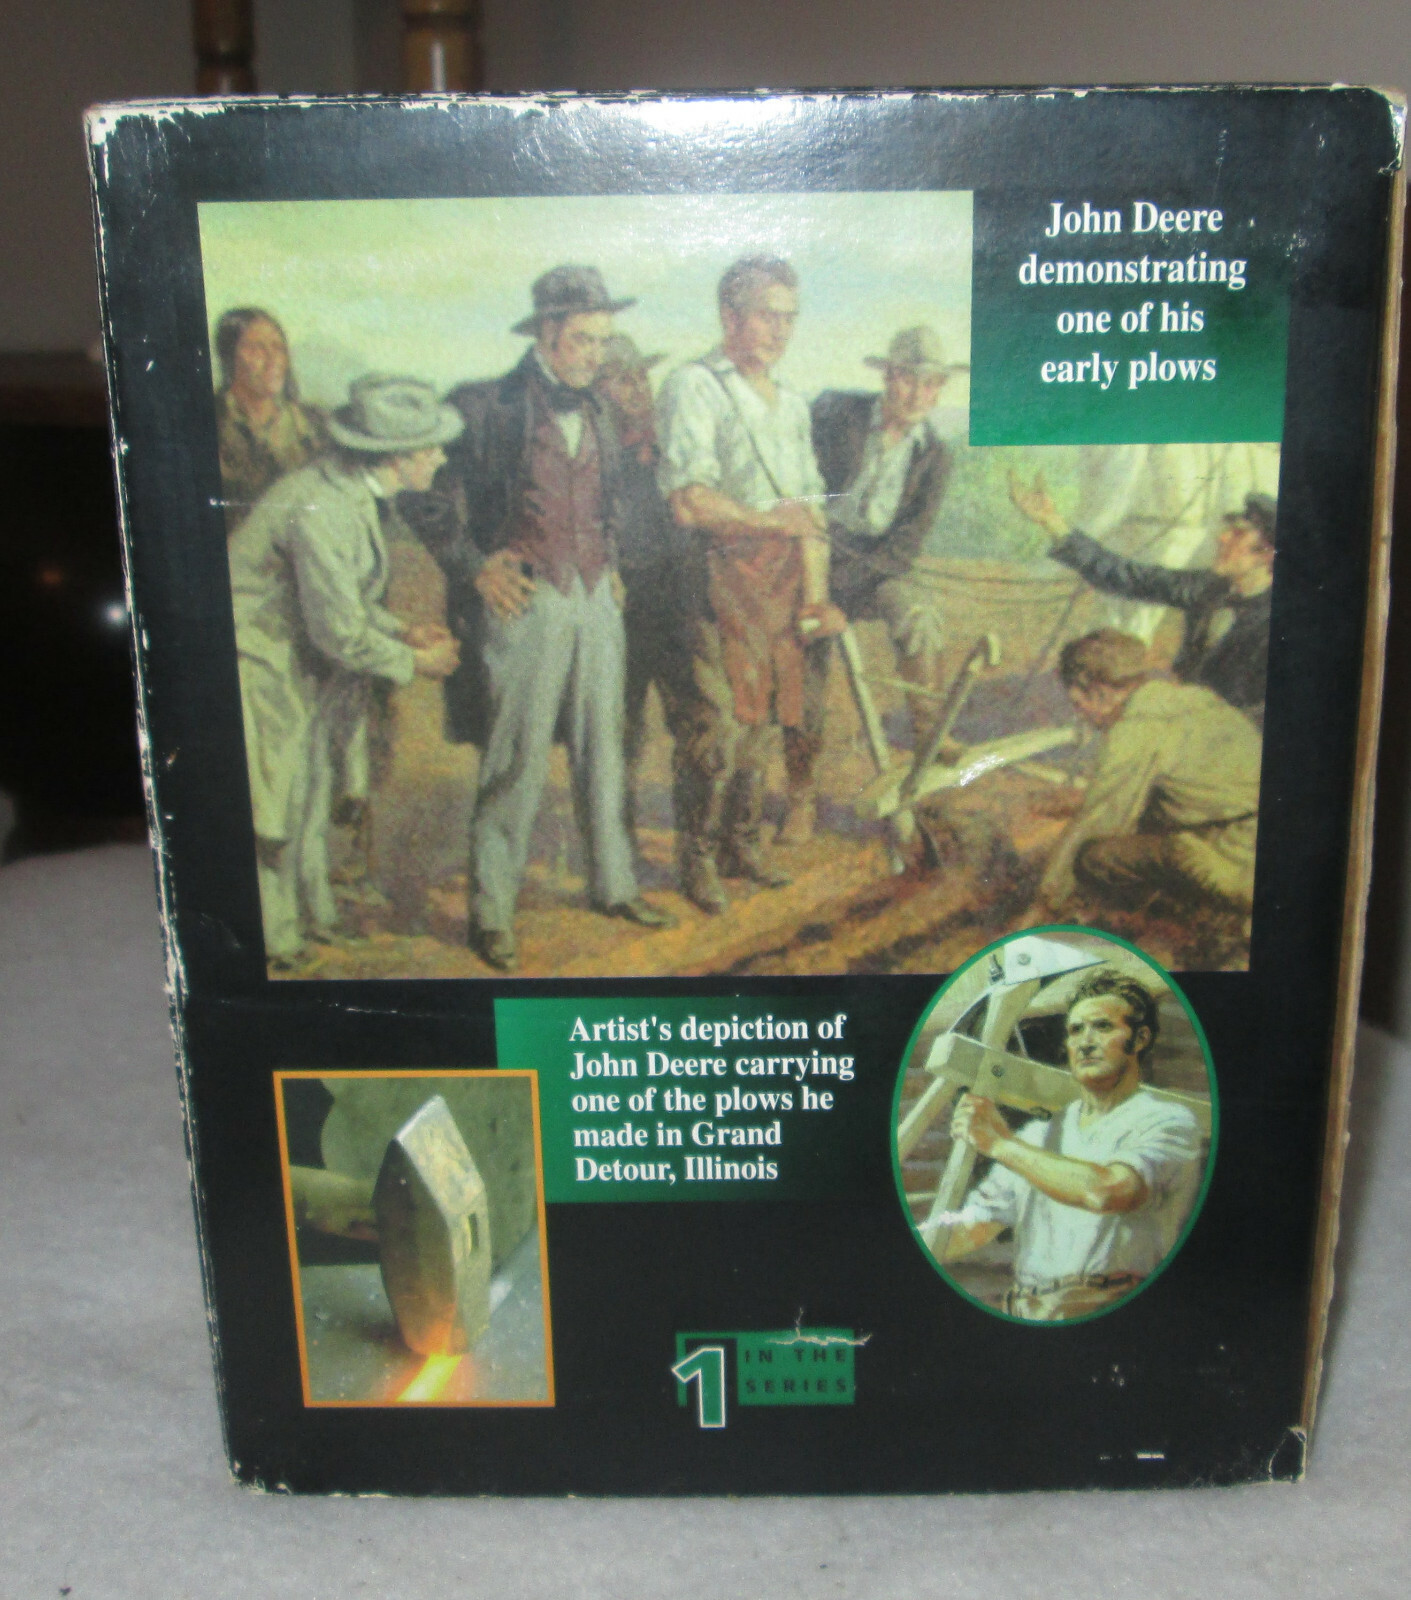 John Deere
demonstrating
one of his
early plows
Artist's depiction of
John Deere carrying
one of the plows he
made in Grand
Detour, Illinois
1
IN THE
SERIES